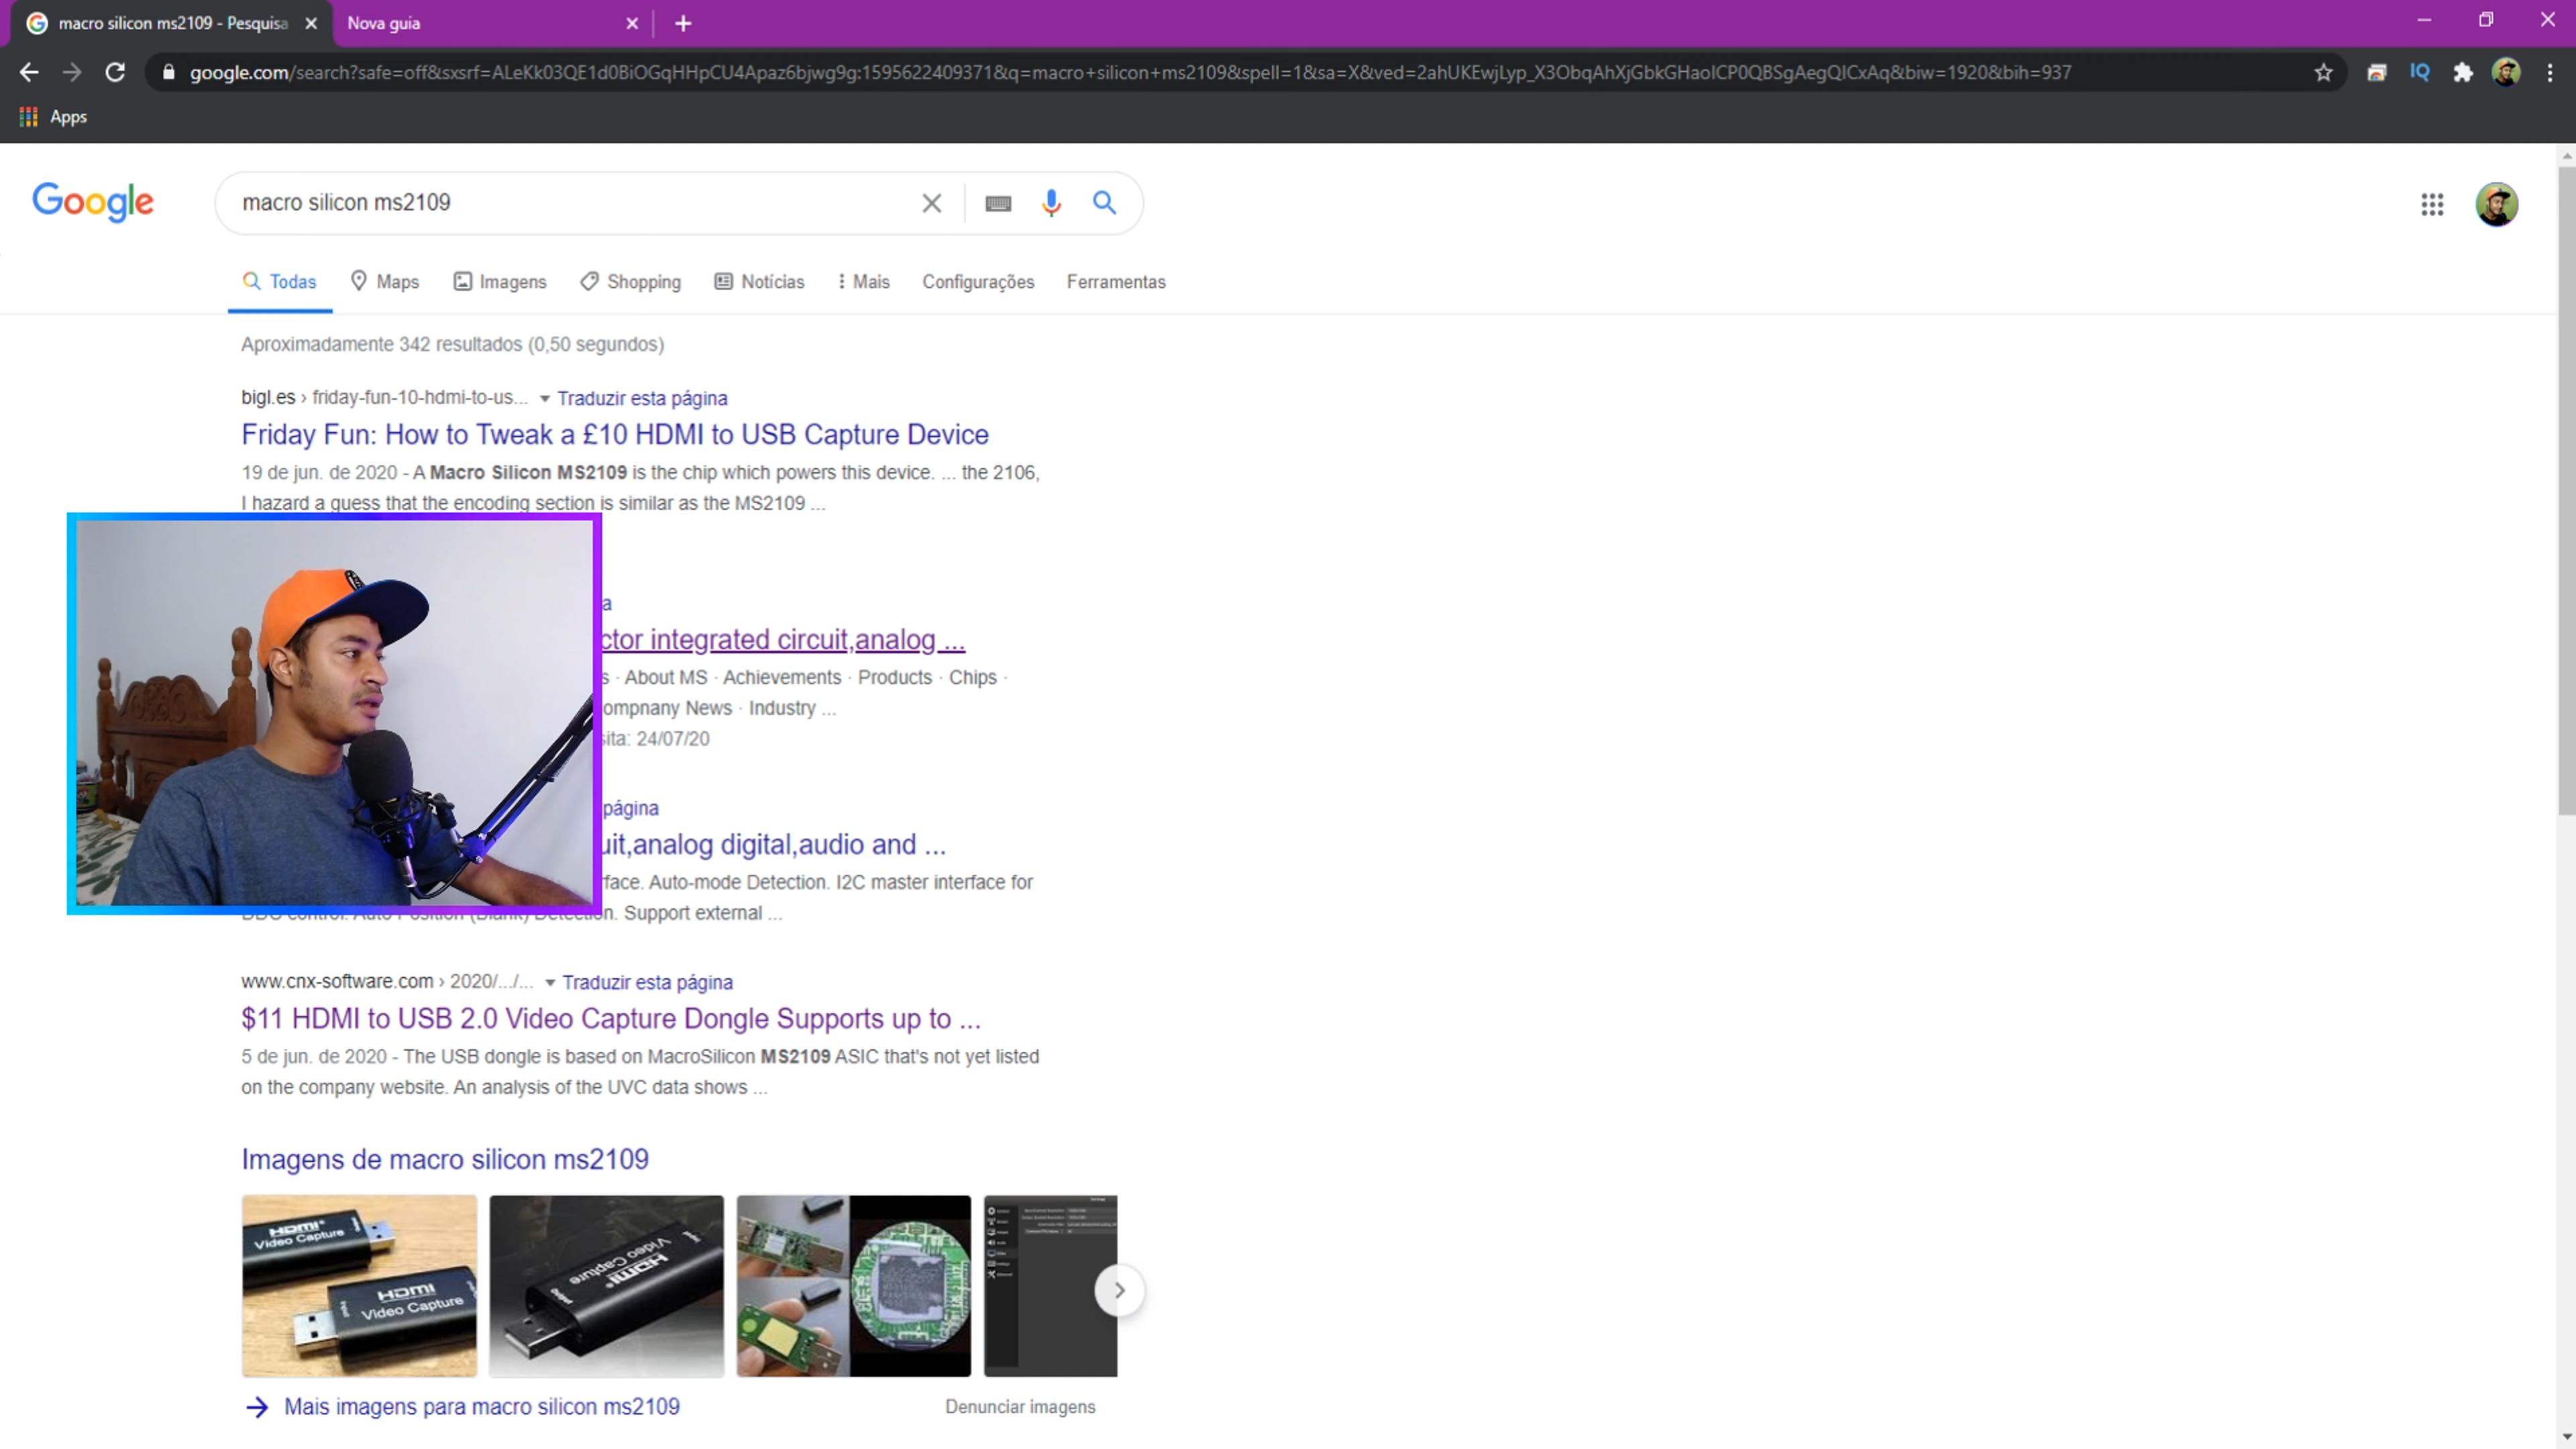 macro silicon ms2109 - Pesquisa
Nova guia
google.com/search?safe=off&sxsrf=ALeKk03QE1d0BiOGqHHpCU4Apaz6bjwg9g:1595622409371&q=macro+silicon+ms2109&spell=1&sa=X&ved=2ahUKEwjLyp_X3ObqAhXjGbkGHaoICP0QBSgAegQICxAq&biw=1920&bih=937
IQ
Apps
Google
macro silicon ms2109
Todas
Maps
Imagens
Shopping
Notícias
Mais
Configurações
Ferramentas
Aproximadamente 342 resultados (0,50 segundos)
bigl.es › friday-fun-10-hdmi-to-us... Traduzir esta página
Friday Fun: How to Tweak a £10 HDMI to USB Capture Device
19 de jun. de 2020 - A Macro Silicon MS2109 is the chip which powers this device. ... the 2106,
I hazard a guess that the encoding section is similar as the MS2109 ...
a
ctor integrated circuit,analog ...
s · About MS · Achievements · Products · Chips ·
ompnany News · Industry ...
sita: 24/07/20
página
uit,analog digital,audio and ...
rface. Auto-mode Detection. I2C master interface for
n. Support external ...
www.cnx-software.com › 2020/.../... Traduzir esta página
$11 HDMI to USB 2.0 Video Capture Dongle Supports up to ...
5 de jun. de 2020 - The USB dongle is based on MacroSilicon MS2109 ASIC that's not yet listed
on the company website. An analysis of the UVC data shows ...
Imagens de macro silicon ms2109
HDMI
Video Capture
HDMI
Video Capture
HDMI
Video Capture
Output
Mais imagens para macro silicon ms2109
Denunciar imagens